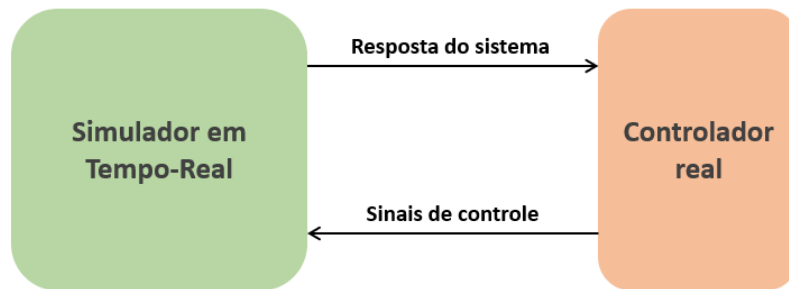 Resposta do sistema
Simulador em
Tempo-Real
Controlador
real
Sinais de controle